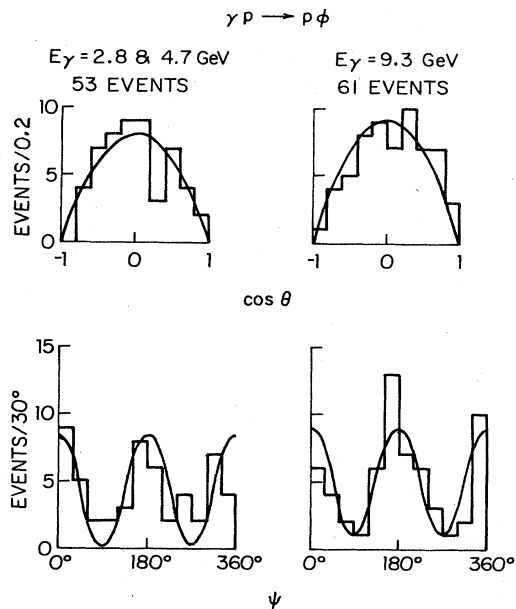 γ p → p φ
Eγ = 2.8 & 4.7 GeV
53 EVENTS
Eγ = 9.3 GeV
61 EVENTS
EVENTS/0.2
10
5
0
-1 0 1
-1 0 1
cos θ
EVENTS/30°
15
10
5
0
0° 180° 360°
0° 180° 360°
ψ